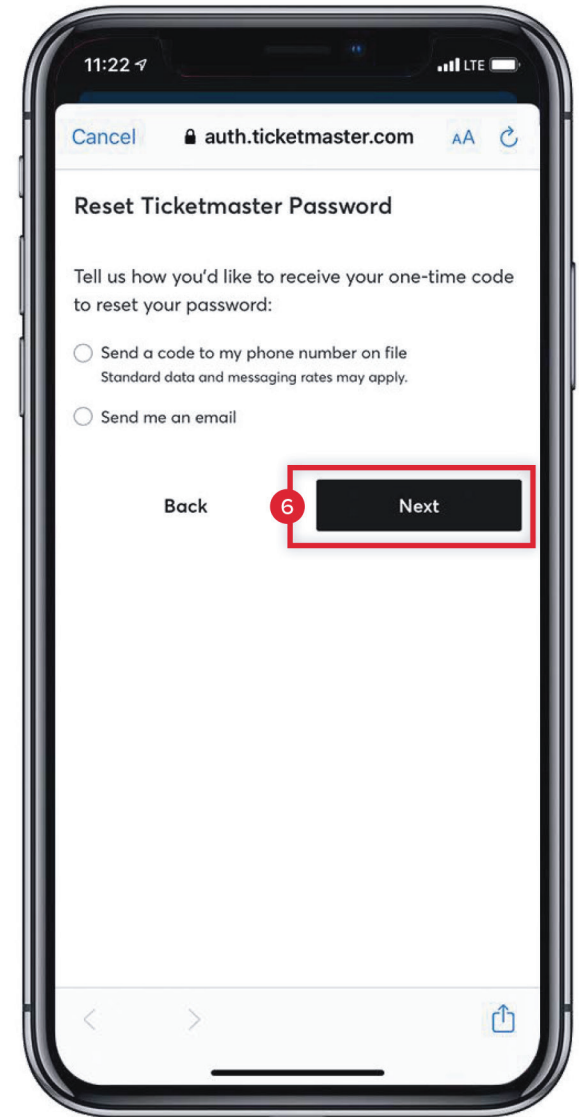 11:22 LTE
Cancel auth.ticketmaster.com AA
Reset Ticketmaster Password
Tell us how you'd like to receive your one-time code
to reset your password:
Send a code to my phone number on file
Standard data and messaging rates may apply.
Send me an email
Back 6 Next